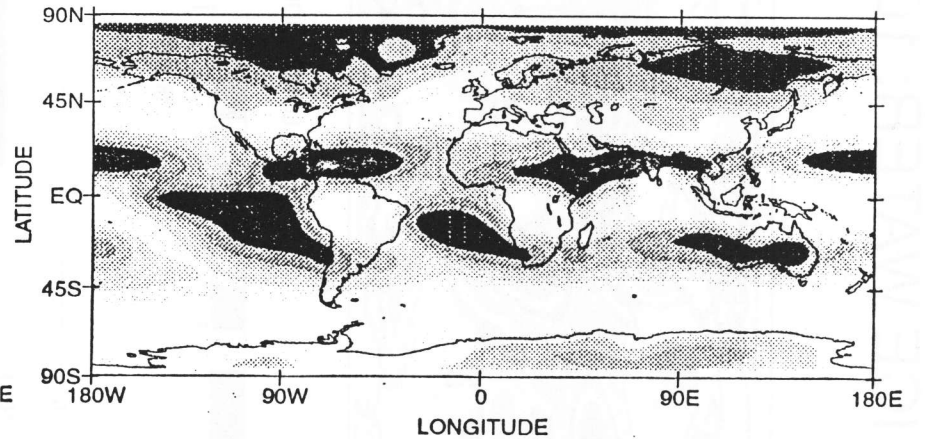 90N
45N
EQ
45S
90S
LATITUDE
E
180W 90W 0 90E 180E
LONGITUDE